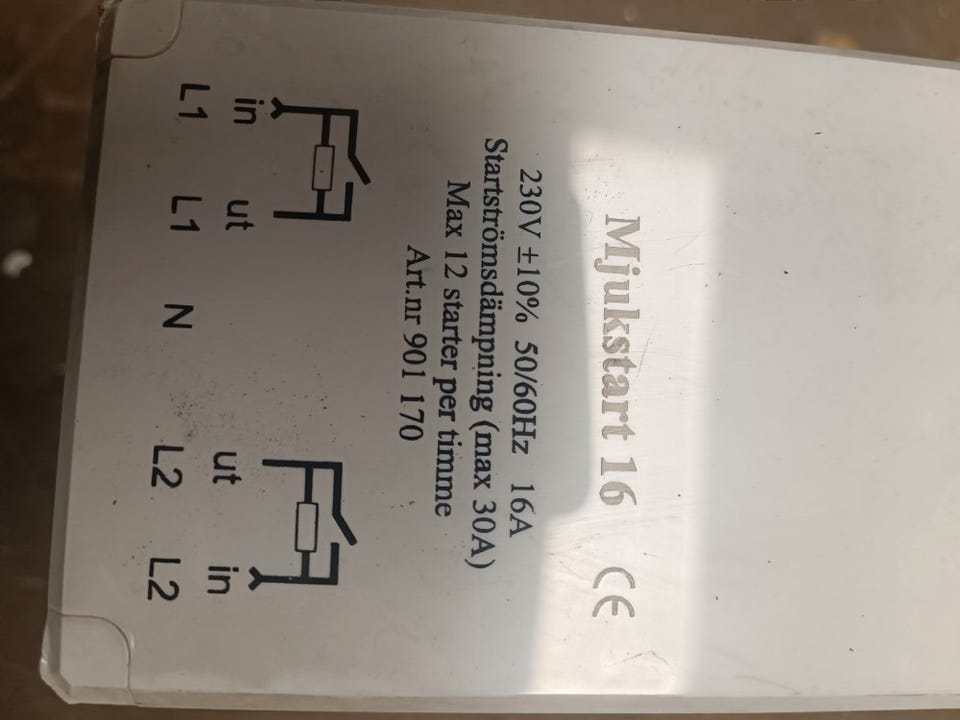 Mjukstart 16 CE
230V ±10% 50/60Hz 16A
Startströmsdämpning (max 30A)
Max 12 starter per timme
Art.nr 901 170
in ut ut in
L1 L1 N L2 L2